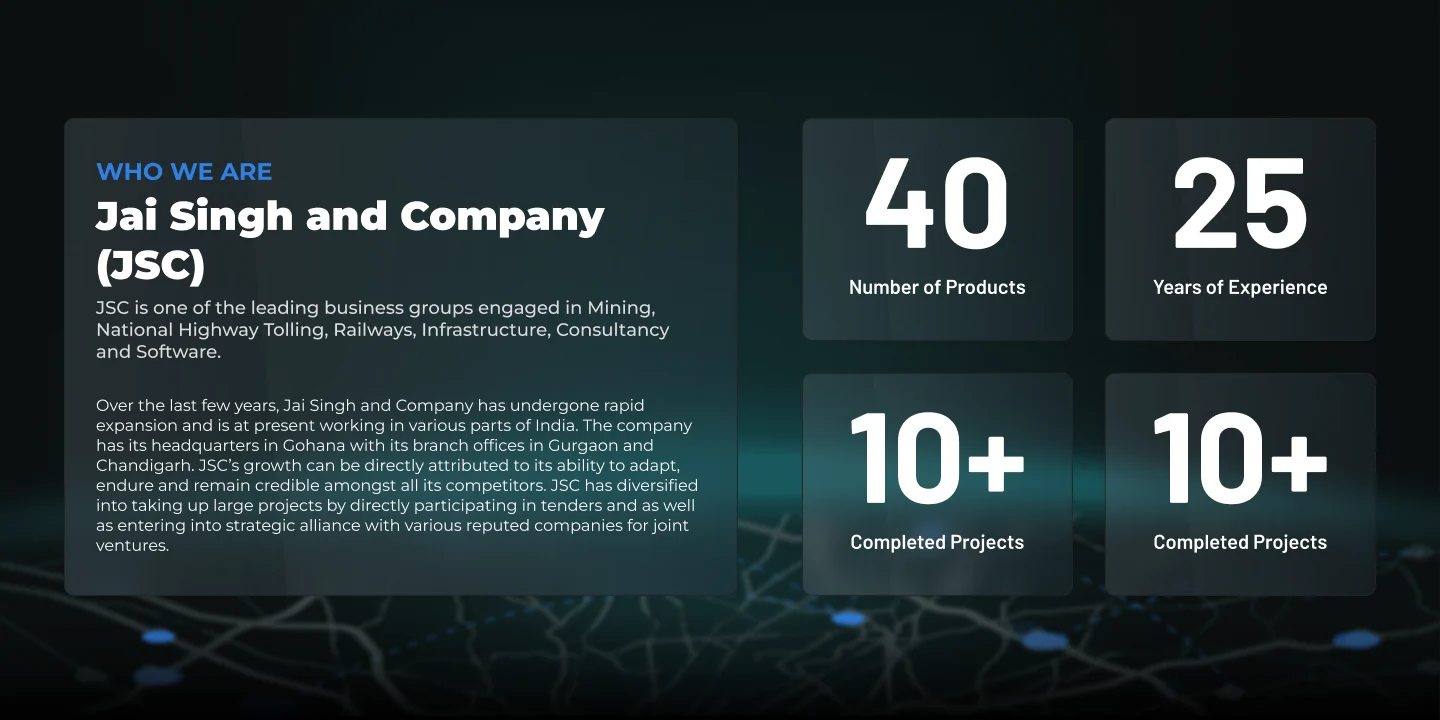 WHO WE ARE
Jai Singh and Company
(JSC)
JSC is one of the leading business groups engaged in Mining,
National Highway Tolling, Railways, Infrastructure, Consultancy
and Software.
Over the last few years, Jai Singh and Company has undergone rapid
expansion and is at present working in various parts of India. The company
has its headquarters in Gohana with its branch offices in Gurgaon and
Chandigarh. JSC’s growth can be directly attributed to its ability to adapt,
endure and remain credible amongst all its competitors. JSC has diversified
into taking up large projects by directly participating in tenders and as well
as entering into strategic alliance with various reputed companies for joint
ventures.
40
Number of Products
25
Years of Experience
10+
Completed Projects
10+
Completed Projects